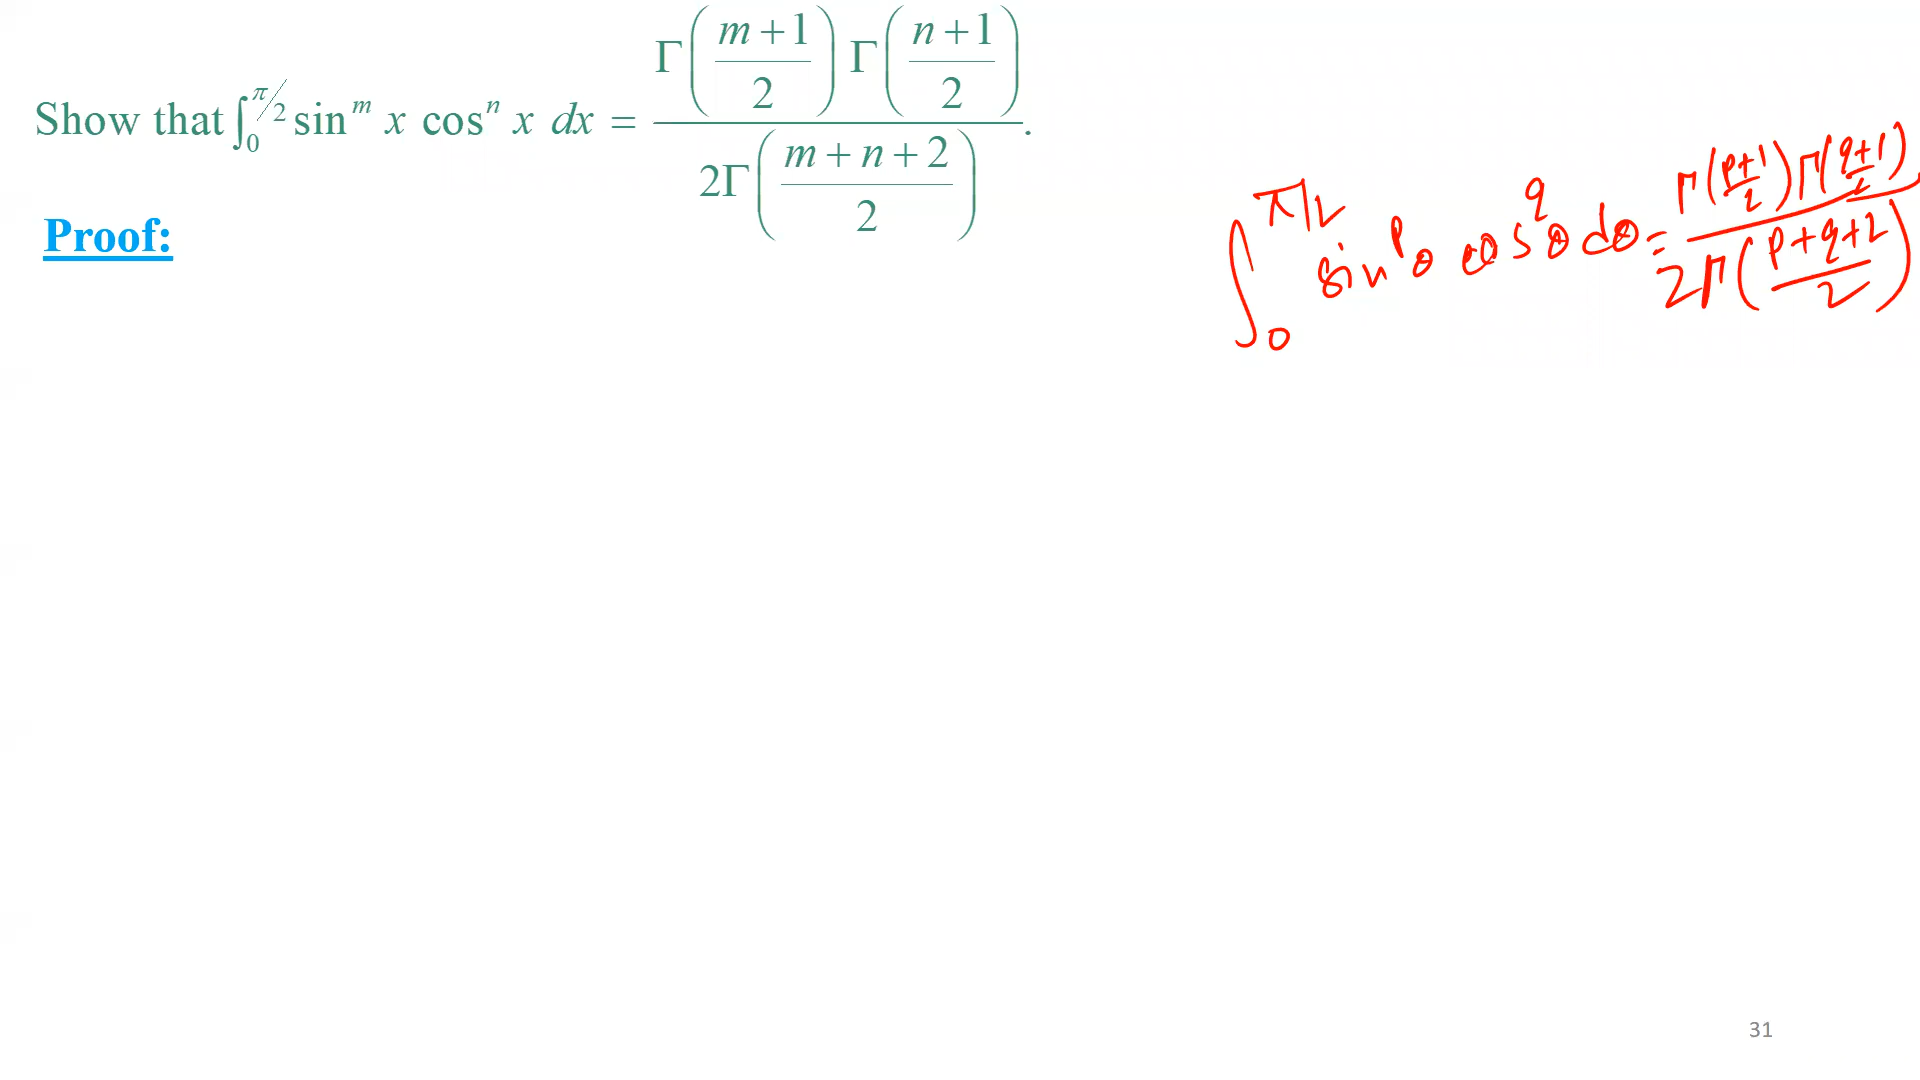 Show that ∫₀^{π/2} sin^m x cos^n x dx = Γ((m+1)/2) Γ((n+1)/2) / 2Γ((m+n+2)/2).
Proof:
∫₀^{π/2} sin^p θ cos^q θ dθ = Γ((p+1)/2) Γ((q+1)/2) / 2Γ((p+q+2)/2)
31